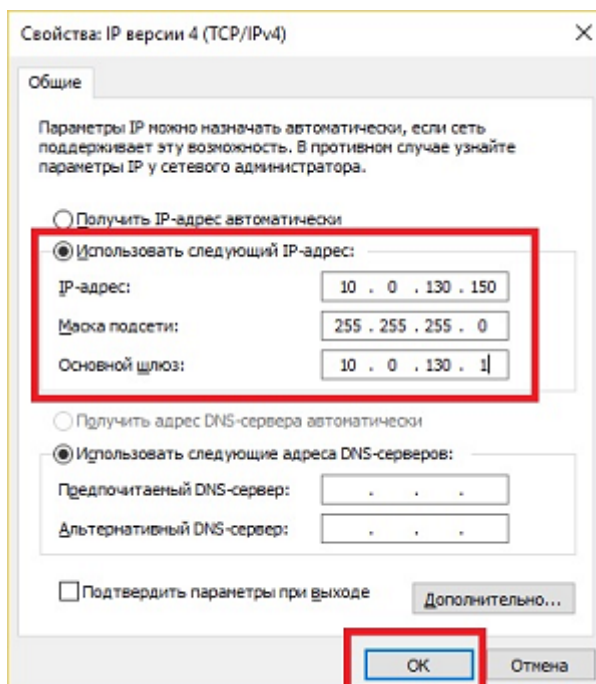 Свойства: IP версии 4 (TCP/IPv4)
Общие
Параметры IP можно назначать автоматически, если сеть
поддерживает эту возможность. В противном случае узнайте
параметры IP у сетевого администратора.
Получить IP-адрес автоматически
Использовать следующий IP-адрес:
IP-адрес: 10 . 0 . 130 . 150
Маска подсети: 255 . 255 . 255 . 0
Основной шлюз: 10 . 0 . 130 . 1
Получить адрес DNS-сервера автоматически
Использовать следующие адреса DNS-серверов:
Предпочитаемый DNS-сервер: . . .
Альтернативный DNS-сервер: . . .
Подтвердить параметры при выходе Дополнительно...
ОК Отмена